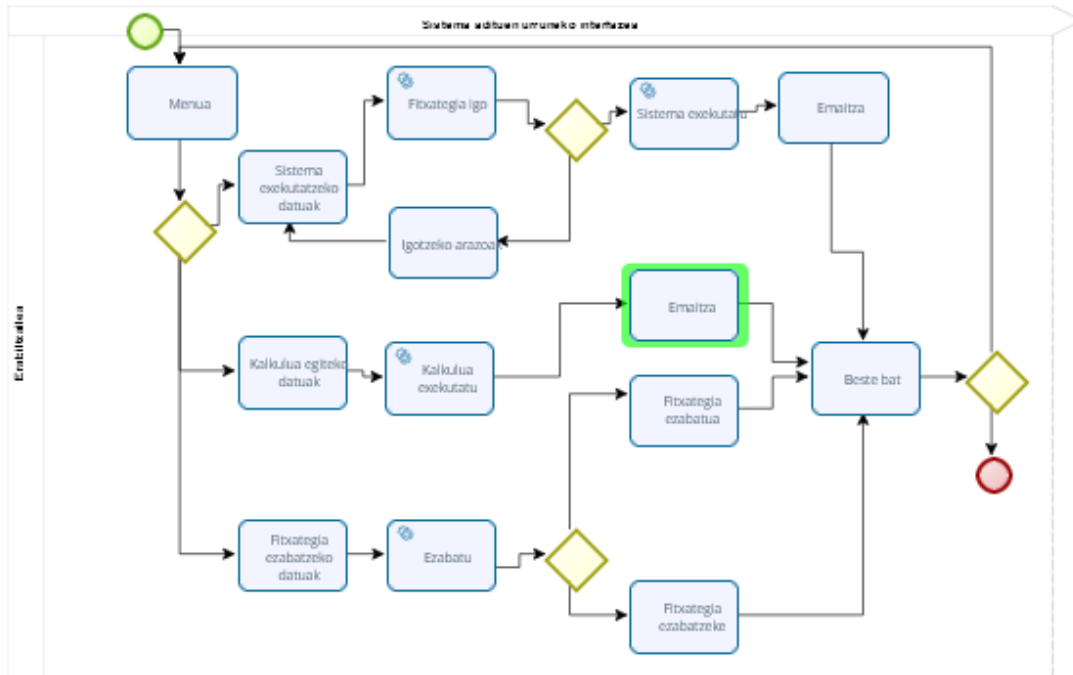 Sistema adituen urruneko interfazea
Erabiltzailea
Menua
Fitxategia igo
Sistema exekutatu
Emaitza
Sistema
exekutatzeko
datuak
Igotzeko arazoak
Emaitza
Kalkulua egiteko
datuak
Kalkulua
exekutatu
Beste bat
Fitxategia
ezabatua
Fitxategia
ezabatzeko
datuak
Ezabatu
Fitxategia
ezabatzeke